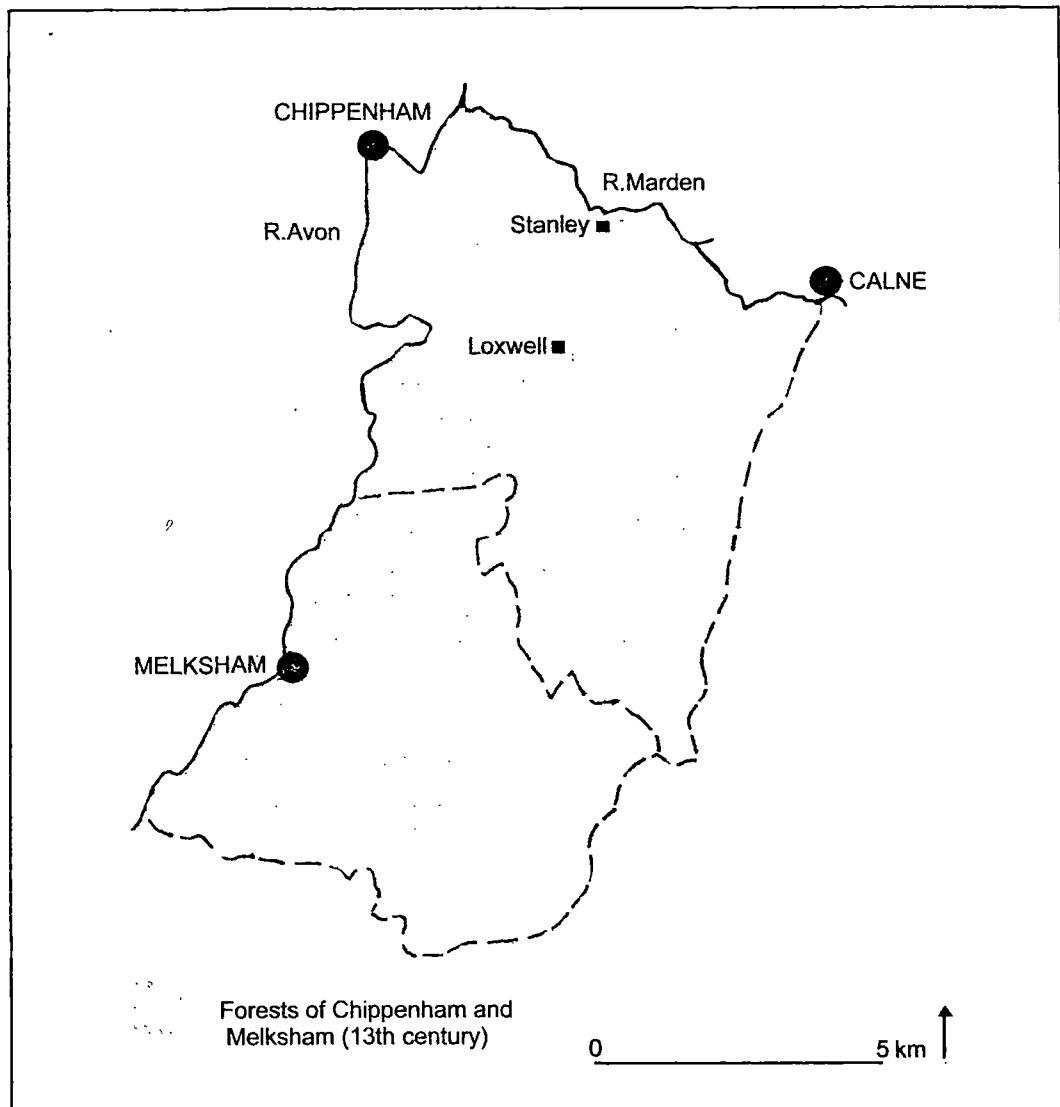 CHIPPENHAM
R.Marden
R.Avon
Stanley
CALNE
Loxwell
MELKSHAM
Forests of Chippenham and
Melksham (13th century)
0 5 km